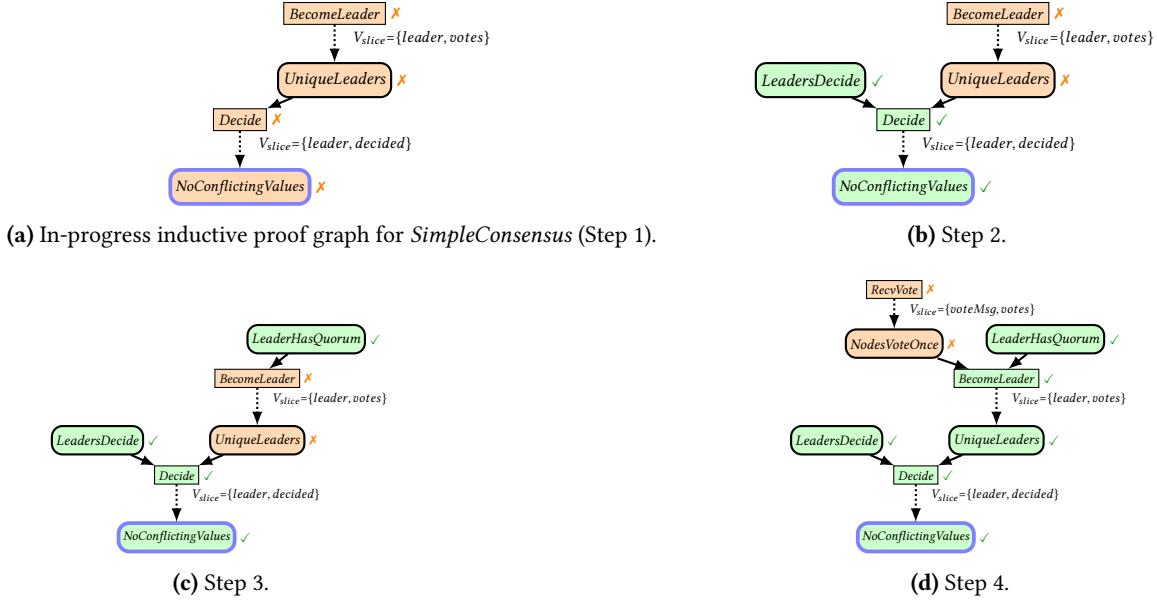 BecomeLeader ✗
V_slice={leader, votes}
UniqueLeaders ✗
Decide ✗
V_slice={leader, decided}
NoConflictingValues ✗
(a) In-progress inductive proof graph for SimpleConsensus (Step 1).
BecomeLeader ✗
V_slice={leader, votes}
LeadersDecide ✓ UniqueLeaders ✗
Decide ✓
V_slice={leader, decided}
NoConflictingValues ✓
(b) Step 2.
LeaderHasQuorum ✓
BecomeLeader ✗
V_slice={leader, votes}
LeadersDecide ✓ UniqueLeaders ✗
Decide ✓
V_slice={leader, decided}
NoConflictingValues ✓
(c) Step 3.
RecvVote ✗
V_slice={voteMsg, votes}
NodesVoteOnce ✗ LeaderHasQuorum ✓
BecomeLeader ✓
V_slice={leader, votes}
LeadersDecide ✓ UniqueLeaders ✓
Decide ✓
V_slice={leader, decided}
NoConflictingValues ✓
(d) Step 4.